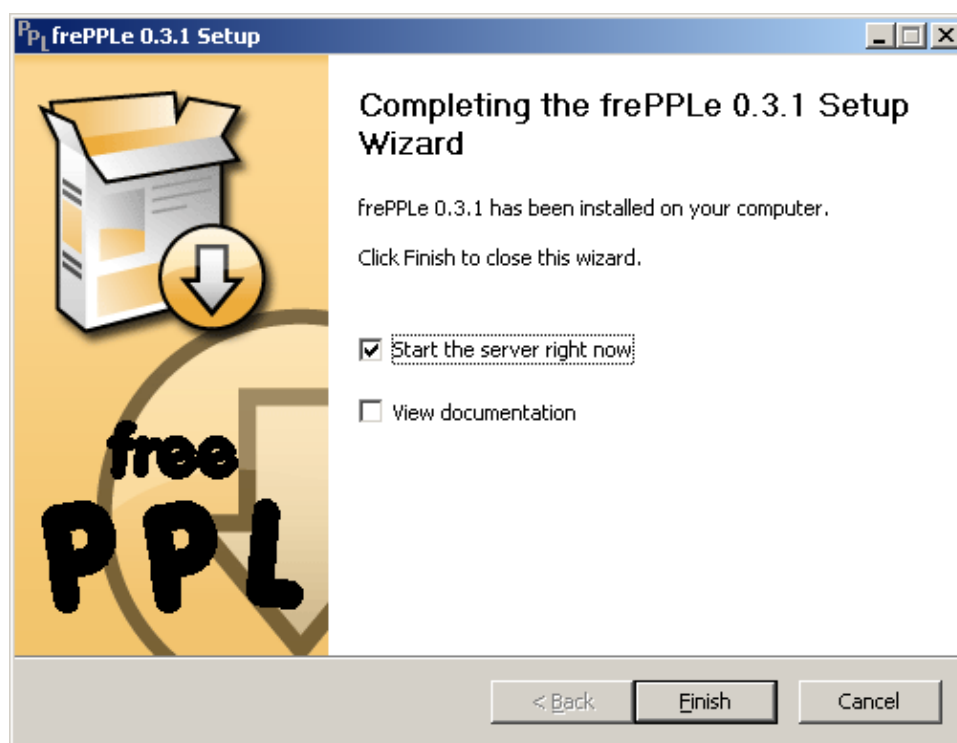 PPL frePPLe 0.3.1 Setup
Completing the frePPLe 0.3.1 Setup
Wizard
frePPLe 0.3.1 has been installed on your computer.
Click Finish to close this wizard.
Start the server right now
View documentation
free
PPL
< Back
Finish
Cancel